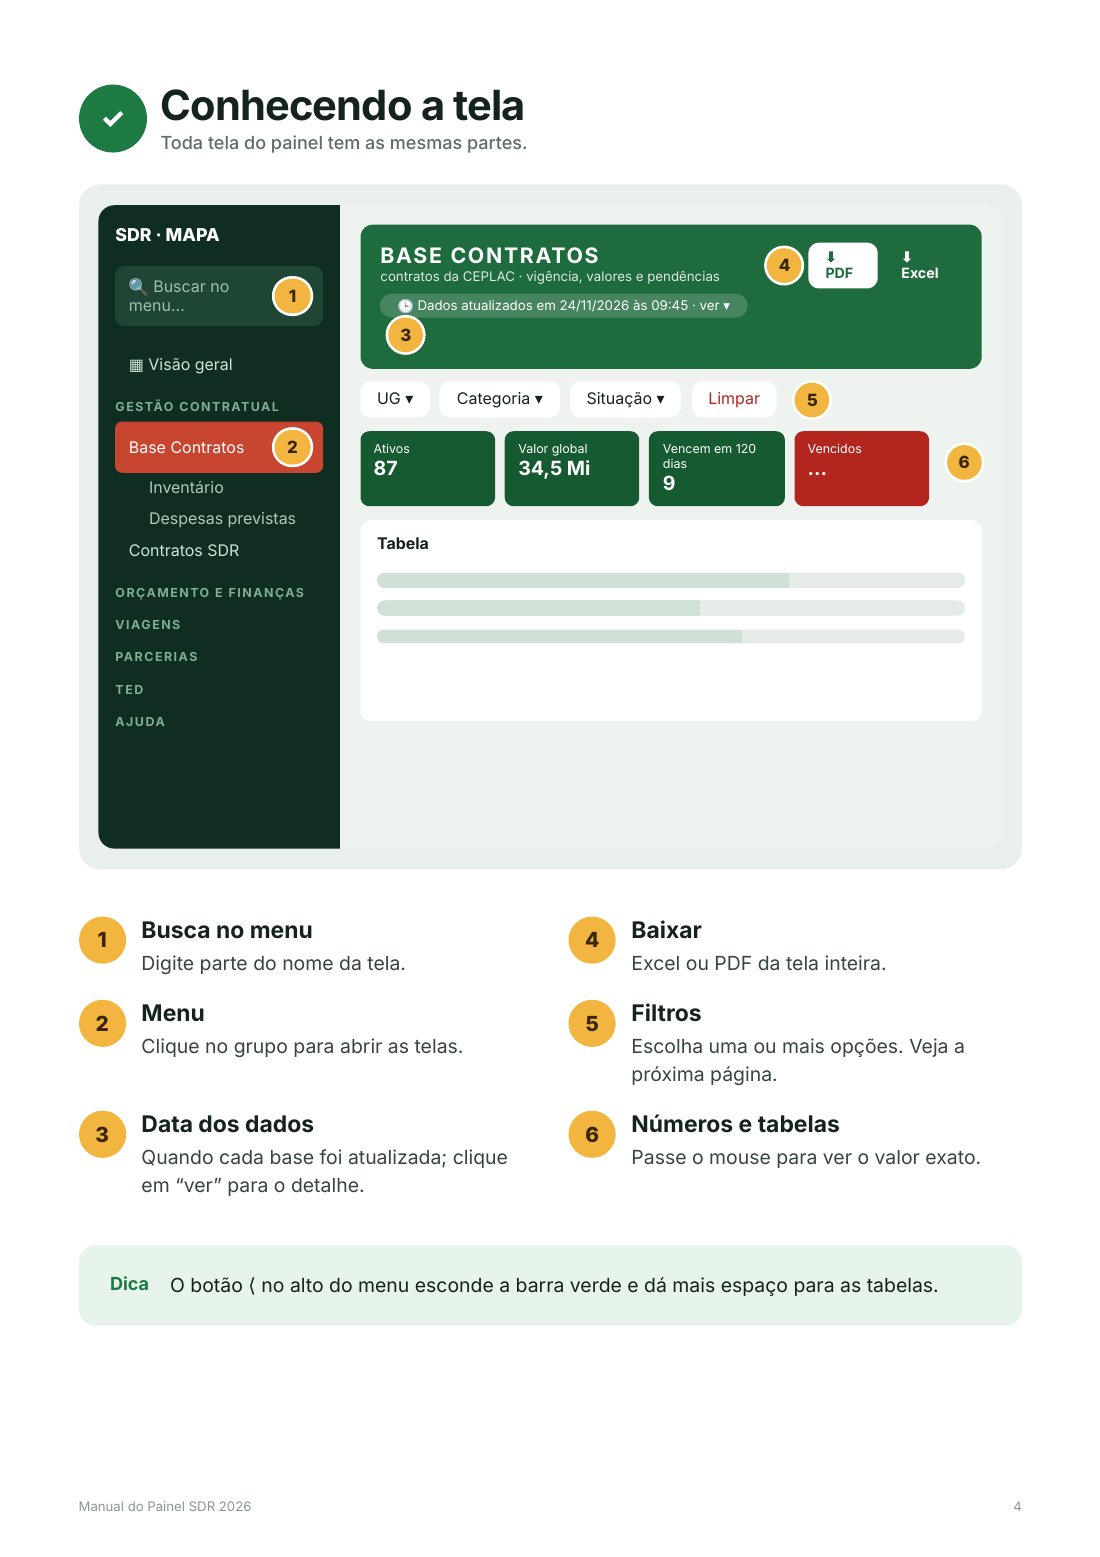 Conhecendo a tela
Toda tela do painel tem as mesmas partes.
SDR · MAPA
🔍 Buscar no
menu...
1
▦ Visão geral
GESTÃO CONTRATUAL
Base Contratos
2
Inventário
Despesas previstas
Contratos SDR
ORÇAMENTO E FINANÇAS
VIAGENS
PARCERIAS
TED
AJUDA
BASE CONTRATOS
contratos da CEPLAC · vigência, valores e pendências
🕒 Dados atualizados em 24/11/2026 às 09:45 · ver ▾
3
4
⬇
PDF
⬇
Excel
UG ▾
Categoria ▾
Situação ▾
Limpar
5
Ativos
87
Valor global
34,5 Mi
Vencem em 120
dias
9
Vencidos
...
6
Tabela
1
Busca no menu
Digite parte do nome da tela.
4
Baixar
Excel ou PDF da tela inteira.
2
Menu
Clique no grupo para abrir as telas.
5
Filtros
Escolha uma ou mais opções. Veja a
próxima página.
3
Data dos dados
Quando cada base foi atualizada; clique
em “ver” para o detalhe.
6
Números e tabelas
Passe o mouse para ver o valor exato.
Dica
O botão ⟨ no alto do menu esconde a barra verde e dá mais espaço para as tabelas.
Manual do Painel SDR 2026
4